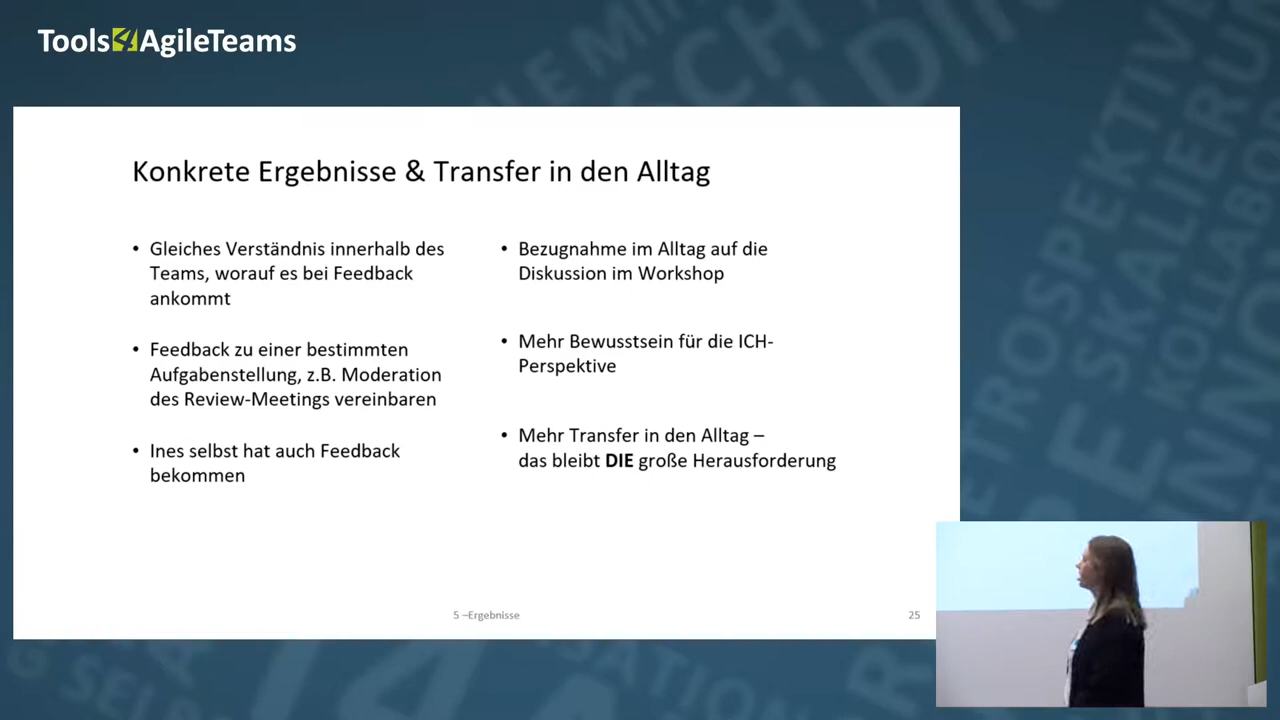 Tools4AgileTeams
Konkrete Ergebnisse & Transfer in den Alltag
• Gleiches Verständnis innerhalb des
Teams, worauf es bei Feedback
ankommt
• Feedback zu einer bestimmten
Aufgabenstellung, z.B. Moderation
des Review-Meetings vereinbaren
• Ines selbst hat auch Feedback
bekommen
• Bezugnahme im Alltag auf die
Diskussion im Workshop
• Mehr Bewusstsein für die ICH-
Perspektive
• Mehr Transfer in den Alltag –
das bleibt DIE große Herausforderung
5 –Ergebnisse
25